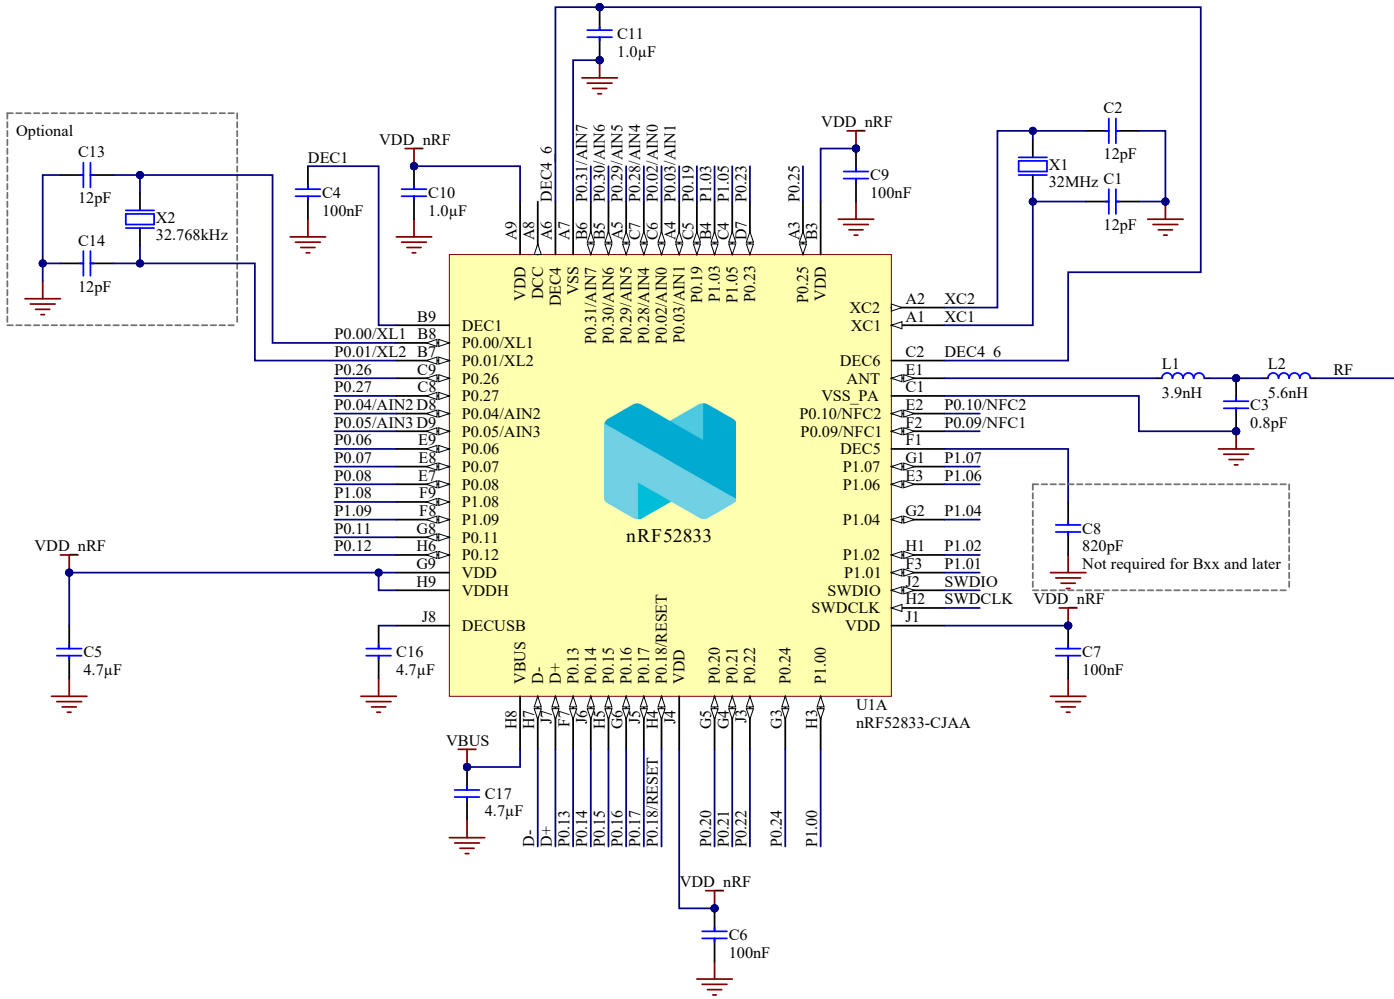 C11
1.0µF
Optional
C13
12pF
X2
32.768kHz
C14
12pF
DEC1
C4
100nF
VDD_nRF
C10
1.0µF
DEC4_6
P0.31/AIN7
P0.30/AIN6
P0.29/AIN5
P0.28/AIN4
P0.02/AIN0
P0.03/AIN1
P0.19
P1.03
P1.05
P0.23
P0.25
VDD_nRF
C9
100nF
C2
12pF
X1
32MHz
C1
12pF
A9
A8
A6
A7
B6
B5
A5
C7
C6
A4
C5
B4
C4
D7
A3
B3
VDD
DCC
DEC4
VSS
P0.31/AIN7
P0.30/AIN6
P0.29/AIN5
P0.28/AIN4
P0.02/AIN0
P0.03/AIN1
P0.19
P1.03
P1.05
P0.23
P0.25
VDD
B9 DEC1
P0.00/XL1 B8 P0.00/XL1
P0.01/XL2 B7 P0.01/XL2
P0.26 C9 P0.26
P0.27 C8 P0.27
P0.04/AIN2 D8 P0.04/AIN2
P0.05/AIN3 D9 P0.05/AIN3
P0.06 E9 P0.06
P0.07 E8 P0.07
P0.08 E7 P0.08
P1.08 F9 P1.08
P1.09 F8 P1.09
P0.11 G8 P0.11
P0.12 H6 P0.12
G9 VDD
H9 VDDH
J8 DECUSB
VDD_nRF
C5
4.7µF
C16
4.7µF
nRF52833
XC2 A2 XC2
XC1 A1 XC1
DEC6 C2 DEC4_6
ANT E1
VSS_PA C1
P0.10/NFC2 E2 P0.10/NFC2
P0.09/NFC1 F2 P0.09/NFC1
DEC5 F1
P1.07 G1 P1.07
P1.06 E3 P1.06
P1.04 G2 P1.04
P1.02 H1 P1.02
P1.01 F3 P1.01
SWDIO J2 SWDIO
SWDCLK H2 SWDCLK
VDD J1
L1
3.9nH
L2
5.6nH
RF
C3
0.8pF
C8
820pF
Not required for Bxx and later
VDD_nRF
C7
100nF
VBUS
D-
D+
P0.13
P0.14
P0.15
P0.16
P0.17
P0.18/RESET
VDD
P0.20
P0.21
P0.22
P0.24
P1.00
U1A
nRF52833-CJAA
H8
H7
J7
F7
J6
H5
G6
J5
H4
J4
G5
G4
J3
G3
H3
VBUS
C17
4.7µF
D-
D+
P0.13
P0.14
P0.15
P0.16
P0.17
P0.18/RESET
P0.20
P0.21
P0.22
P0.24
P1.00
VDD_nRF
C6
100nF